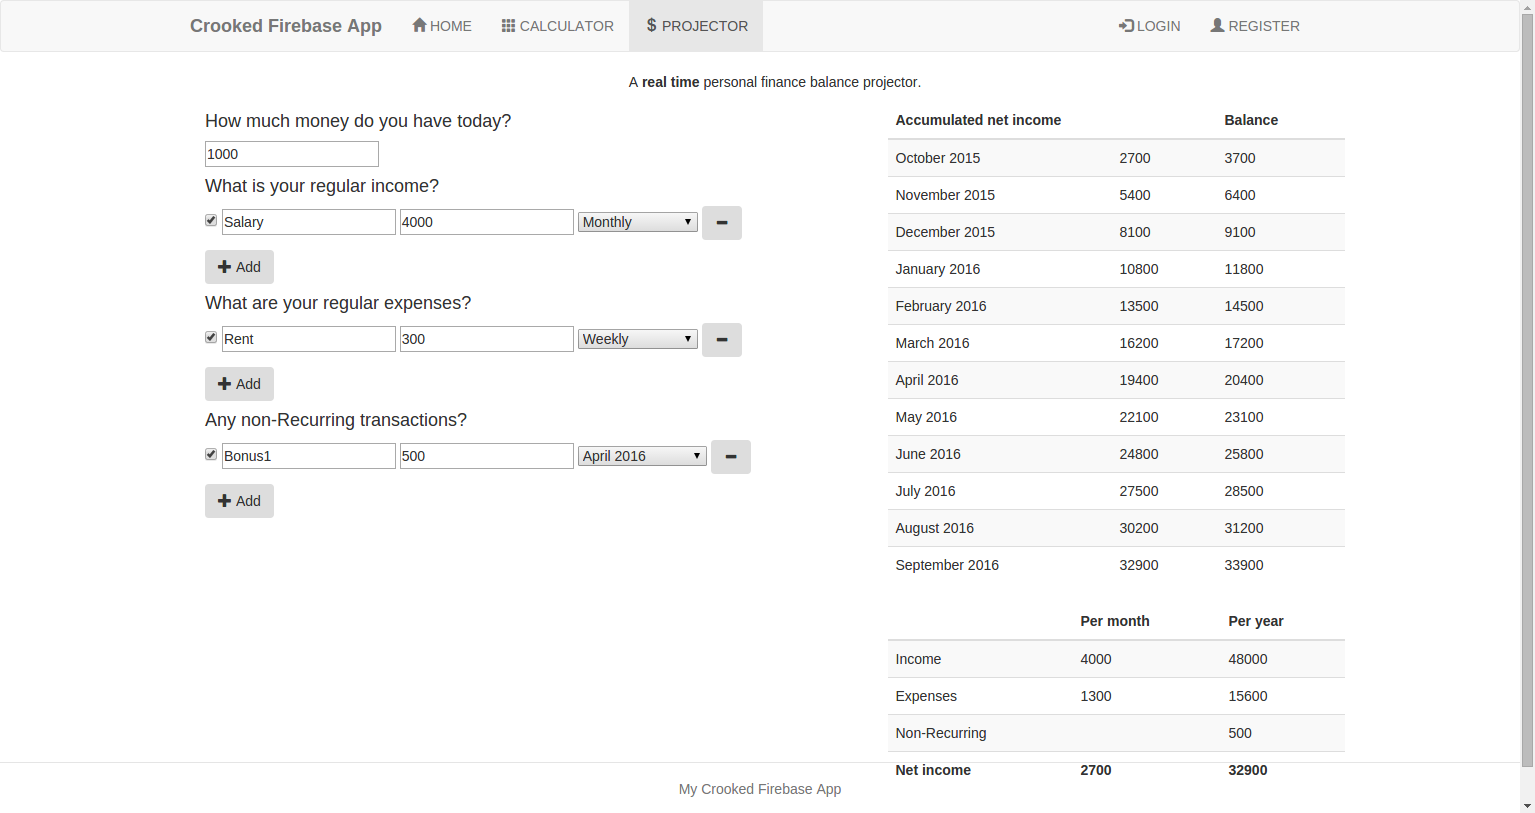 Crooked Firebase App HOME CALCULATOR $ PROJECTOR LOGIN REGISTER
A real time personal finance balance projector.
How much money do you have today?
1000
What is your regular income?
Salary 4000 Monthly
Add
What are your regular expenses?
Rent 300 Weekly
Add
Any non-Recurring transactions?
Bonus1 500 April 2016
Add
Accumulated net income Balance
October 2015 2700 3700
November 2015 5400 6400
December 2015 8100 9100
January 2016 10800 11800
February 2016 13500 14500
March 2016 16200 17200
April 2016 19400 20400
May 2016 22100 23100
June 2016 24800 25800
July 2016 27500 28500
August 2016 30200 31200
September 2016 32900 33900
Per month Per year
Income 4000 48000
Expenses 1300 15600
Non-Recurring 500
Net income 2700 32900
My Crooked Firebase App